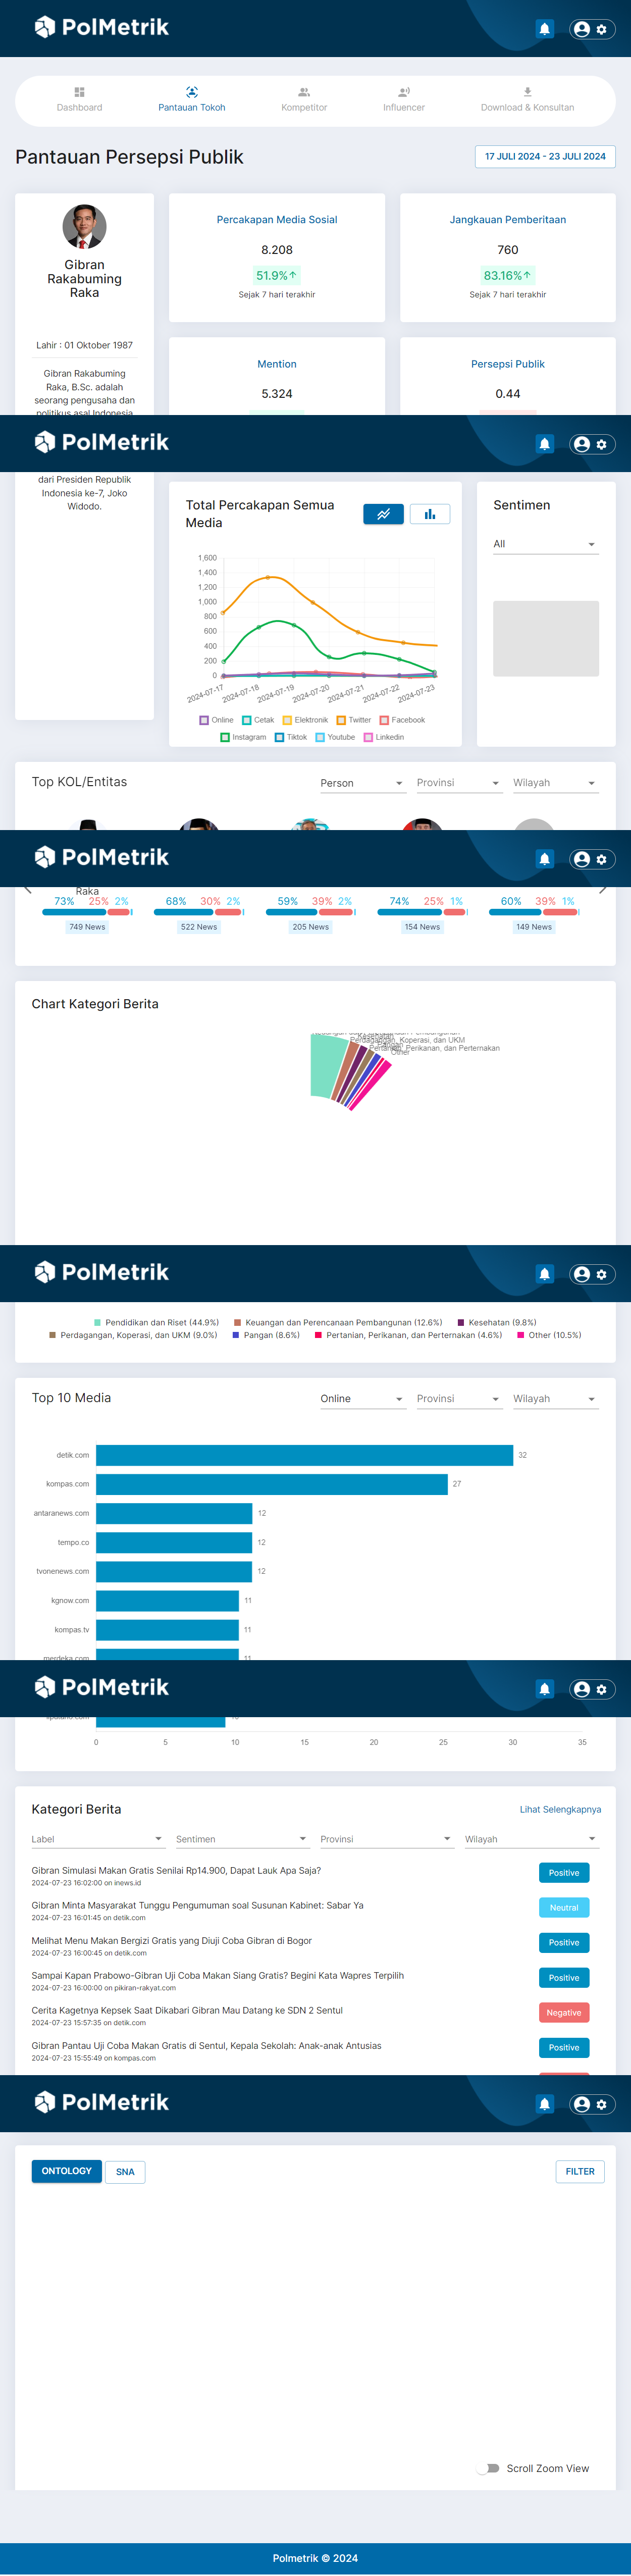 PolMetrik
Dashboard
Pantauan Tokoh
Kompetitor
Influencer
Download & Konsultan
Pantauan Persepsi Publik
17 JULI 2024 - 23 JULI 2024
Gibran
Rakabuming
Raka
Lahir : 01 Oktober 1987
Gibran Rakabuming
Raka, B.Sc. adalah
seorang pengusaha dan
politikus asal Indonesia
Percakapan Media Sosial
8.208
51.9%↑
Sejak 7 hari terakhir
Jangkauan Pemberitaan
760
83.16%↑
Sejak 7 hari terakhir
Mention
5.324
Persepsi Publik
0.44
PolMetrik
dari Presiden Republik
Indonesia ke-7, Joko
Widodo.
Total Percakapan Semua
Media
1,600
1,400
1,200
1,000
800
600
400
200
0
2024-07-17
2024-07-18
2024-07-19
2024-07-20
2024-07-21
2024-07-22
2024-07-23
Online Cetak Elektronik Twitter Facebook
Instagram Tiktok Youtube Linkedin
Sentimen
All
Top KOL/Entitas
Person
Provinsi
Wilayah
PolMetrik
Raka
73% 25% 2%
749 News
68% 30% 2%
522 News
59% 39% 2%
205 News
74% 25% 1%
154 News
60% 39% 1%
149 News
Chart Kategori Berita
Perdagangan, Koperasi, dan UKM
Pertanian, Perikanan, dan Perternakan
Other
PolMetrik
Pendidikan dan Riset (44.9%) Keuangan dan Perencanaan Pembangunan (12.6%) Kesehatan (9.8%)
Perdagangan, Koperasi, dan UKM (9.0%) Pangan (8.6%) Pertanian, Perikanan, dan Perternakan (4.6%) Other (10.5%)
Top 10 Media
Online
Provinsi
Wilayah
detik.com 32
kompas.com 27
antaranews.com 12
tempo.co 12
tvonenews.com 12
kgnow.com 11
kompas.tv 11
merdeka.com 11
PolMetrik
0 5 10 15 20 25 30 35
Kategori Berita
Lihat Selengkapnya
Label
Sentimen
Provinsi
Wilayah
Gibran Simulasi Makan Gratis Senilai Rp14.900, Dapat Lauk Apa Saja?
2024-07-23 16:02:00 on inews.id
Positive
Gibran Minta Masyarakat Tunggu Pengumuman soal Susunan Kabinet: Sabar Ya
2024-07-23 16:01:45 on detik.com
Neutral
Melihat Menu Makan Bergizi Gratis yang Diuji Coba Gibran di Bogor
2024-07-23 16:00:45 on detik.com
Positive
Sampai Kapan Prabowo-Gibran Uji Coba Makan Siang Gratis? Begini Kata Wapres Terpilih
2024-07-23 16:00:00 on pikiran-rakyat.com
Positive
Cerita Kagetnya Kepsek Saat Dikabari Gibran Mau Datang ke SDN 2 Sentul
2024-07-23 15:57:35 on detik.com
Negative
Gibran Pantau Uji Coba Makan Gratis di Sentul, Kepala Sekolah: Anak-anak Antusias
2024-07-23 15:55:49 on kompas.com
Positive
PolMetrik
ONTOLOGY
SNA
FILTER
Scroll Zoom View
Polmetrik © 2024